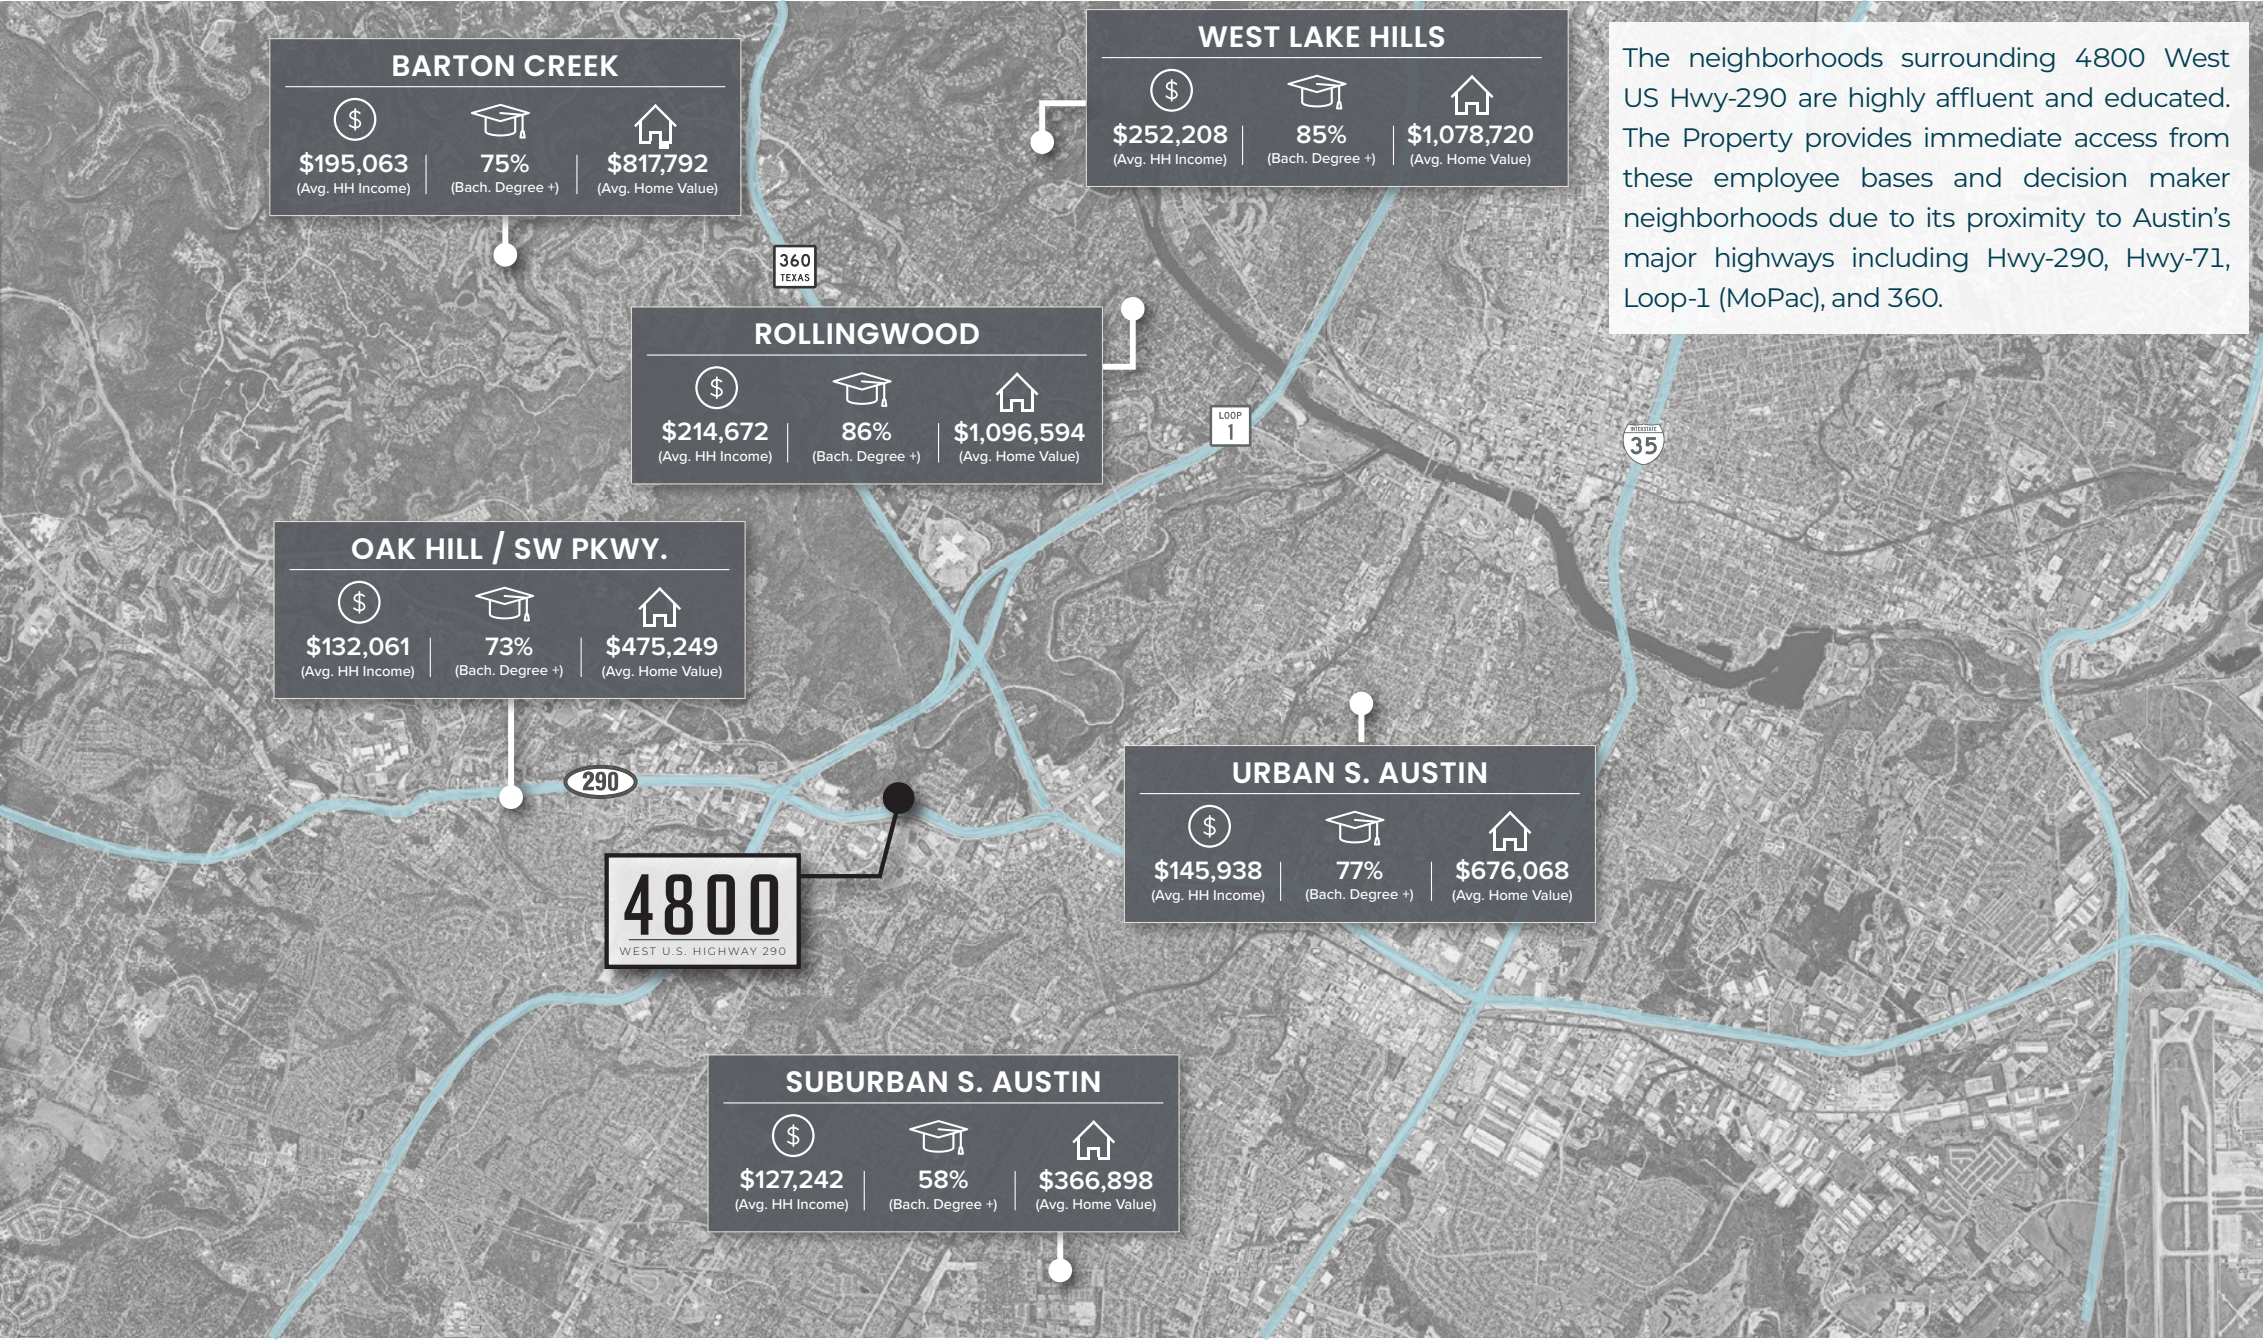 BARTON CREEK
$195,063
(Avg. HH Income)
75%
(Bach. Degree +)
$817,792
(Avg. Home Value)
WEST LAKE HILLS
$252,208
(Avg. HH Income)
85%
(Bach. Degree +)
$1,078,720
(Avg. Home Value)
The neighborhoods surrounding 4800 West
US Hwy-290 are highly affluent and educated.
The Property provides immediate access from
these employee bases and decision maker
neighborhoods due to its proximity to Austin’s
major highways including Hwy-290, Hwy-71,
Loop-1 (MoPac), and 360.
360
TEXAS
ROLLINGWOOD
$214,672
(Avg. HH Income)
86%
(Bach. Degree +)
$1,096,594
(Avg. Home Value)
LOOP
1
INTERSTATE
35
OAK HILL / SW PKWY.
$132,061
(Avg. HH Income)
73%
(Bach. Degree +)
$475,249
(Avg. Home Value)
290
URBAN S. AUSTIN
$145,938
(Avg. HH Income)
77%
(Bach. Degree +)
$676,068
(Avg. Home Value)
4800
WEST U.S. HIGHWAY 290
SUBURBAN S. AUSTIN
$127,242
(Avg. HH Income)
58%
(Bach. Degree +)
$366,898
(Avg. Home Value)